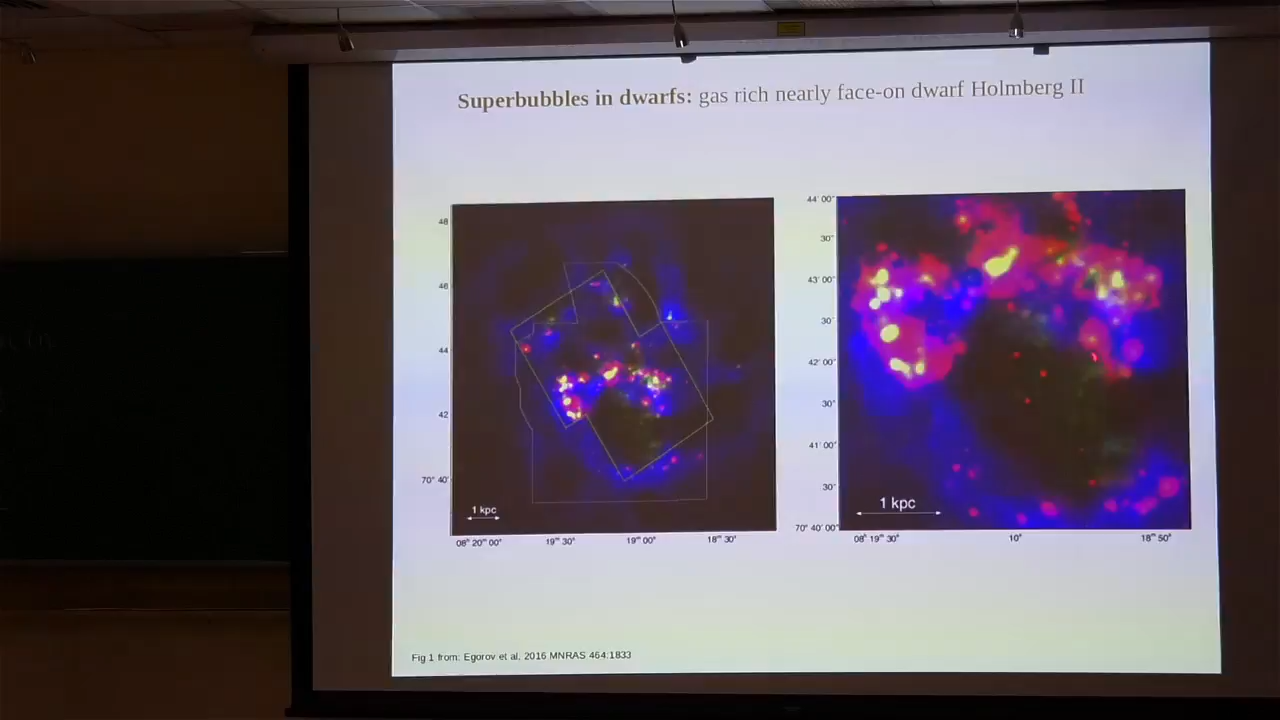 Superbubbles in dwarfs: gas rich nearly face-on dwarf Holmberg II
48
46
44
42
70° 40'
1 kpc
08ʰ 20ᵐ 00ˢ 19ᵐ 30ˢ 19ᵐ 00ˢ 18ᵐ 30ˢ
44' 00"
30"
43' 00"
30"
42' 00"
30"
41' 00"
30"
70° 40' 00"
1 kpc
08ʰ 19ᵐ 30ˢ 10ˢ 18ᵐ 50ˢ
Fig 1 from: Egorov et al, 2016 MNRAS 464:1833